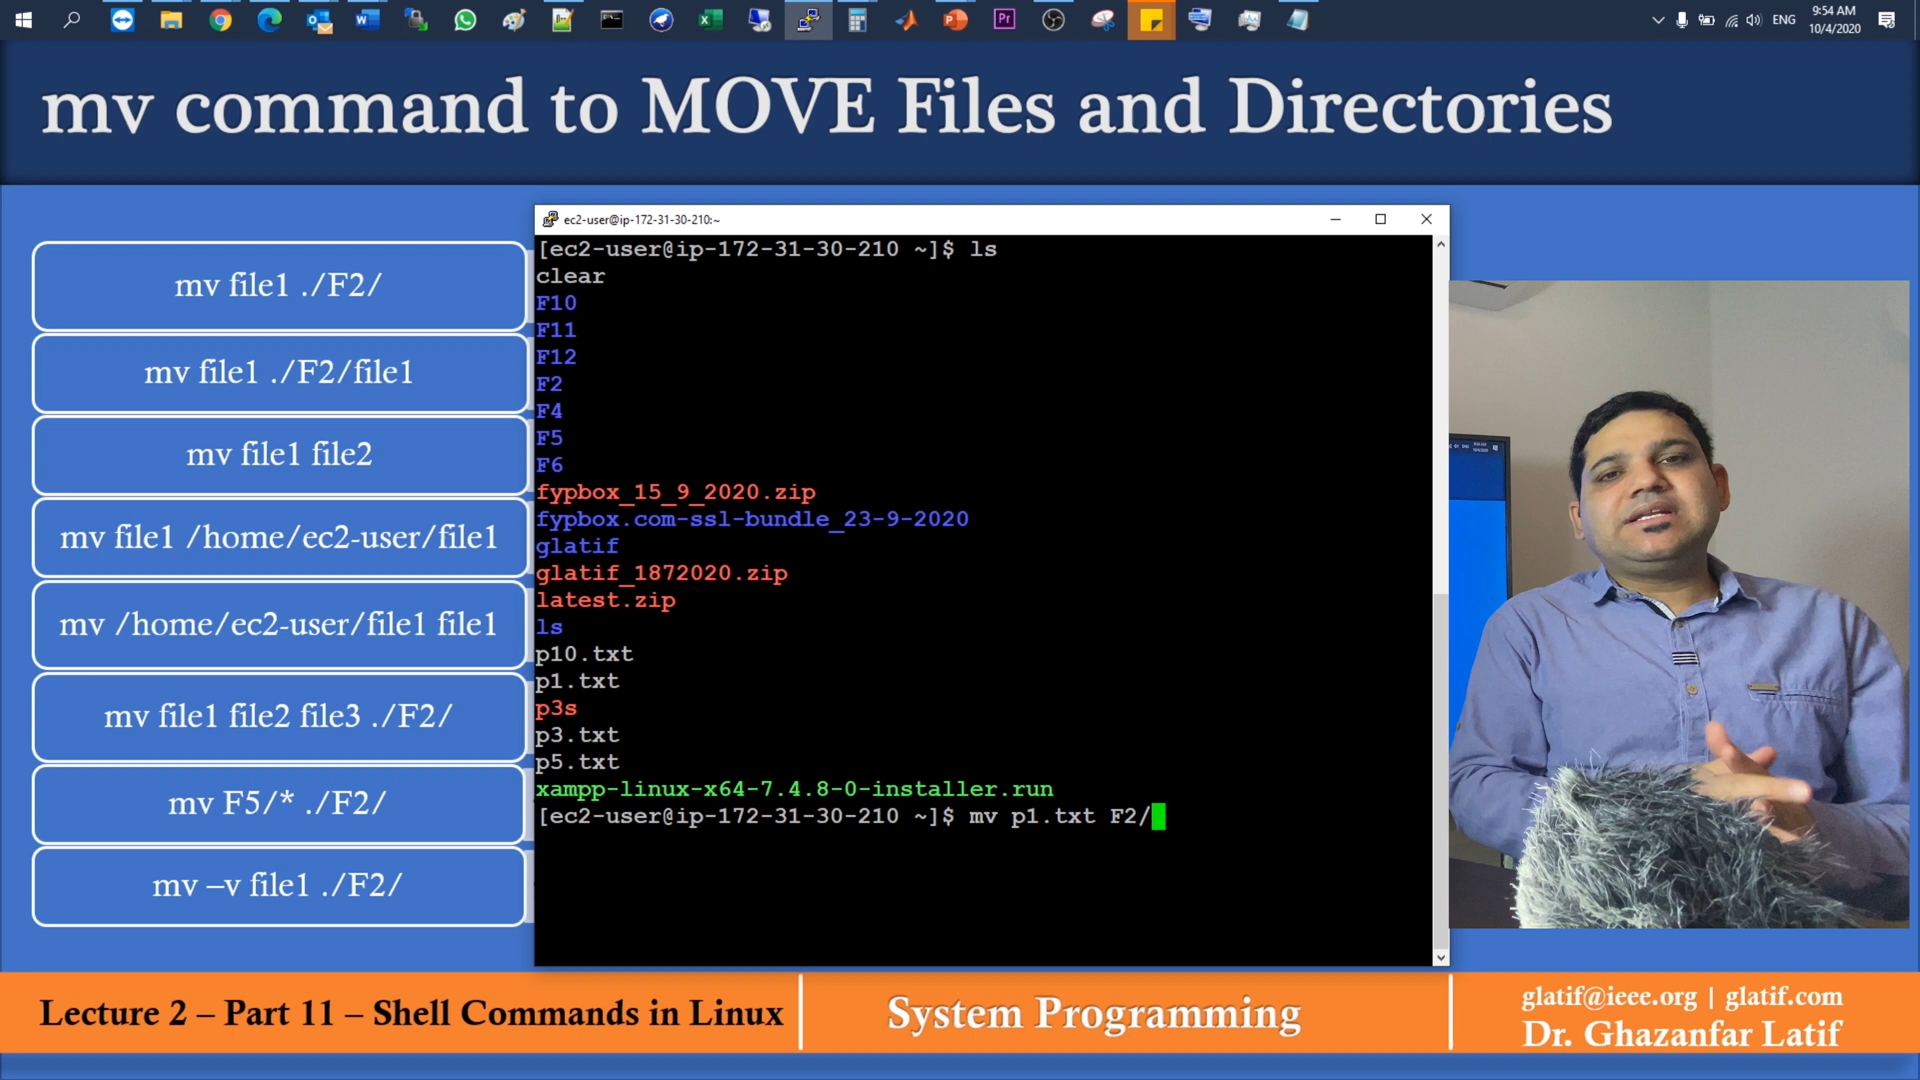 ENG
9:54 AM
10/4/2020
mv command to MOVE Files and Directories
mv file1 ./F2/
mv file1 ./F2/file1
mv file1 file2
mv file1 /home/ec2-user/file1
mv /home/ec2-user/file1 file1
mv file1 file2 file3 ./F2/
mv F5/* ./F2/
mv –v file1 ./F2/
ec2-user@ip-172-31-30-210:~
[ec2-user@ip-172-31-30-210 ~]$ ls
clear
F10
F11
F12
F2
F4
F5
F6
fypbox_15_9_2020.zip
fypbox.com-ssl-bundle_23-9-2020
glatif
glatif_1872020.zip
latest.zip
ls
p10.txt
p1.txt
p3s
p3.txt
p5.txt
xampp-linux-x64-7.4.8-0-installer.run
[ec2-user@ip-172-31-30-210 ~]$ mv p1.txt F2/
Lecture 2 – Part 11 – Shell Commands in Linux
System Programming
glatif@ieee.org | glatif.com
Dr. Ghazanfar Latif